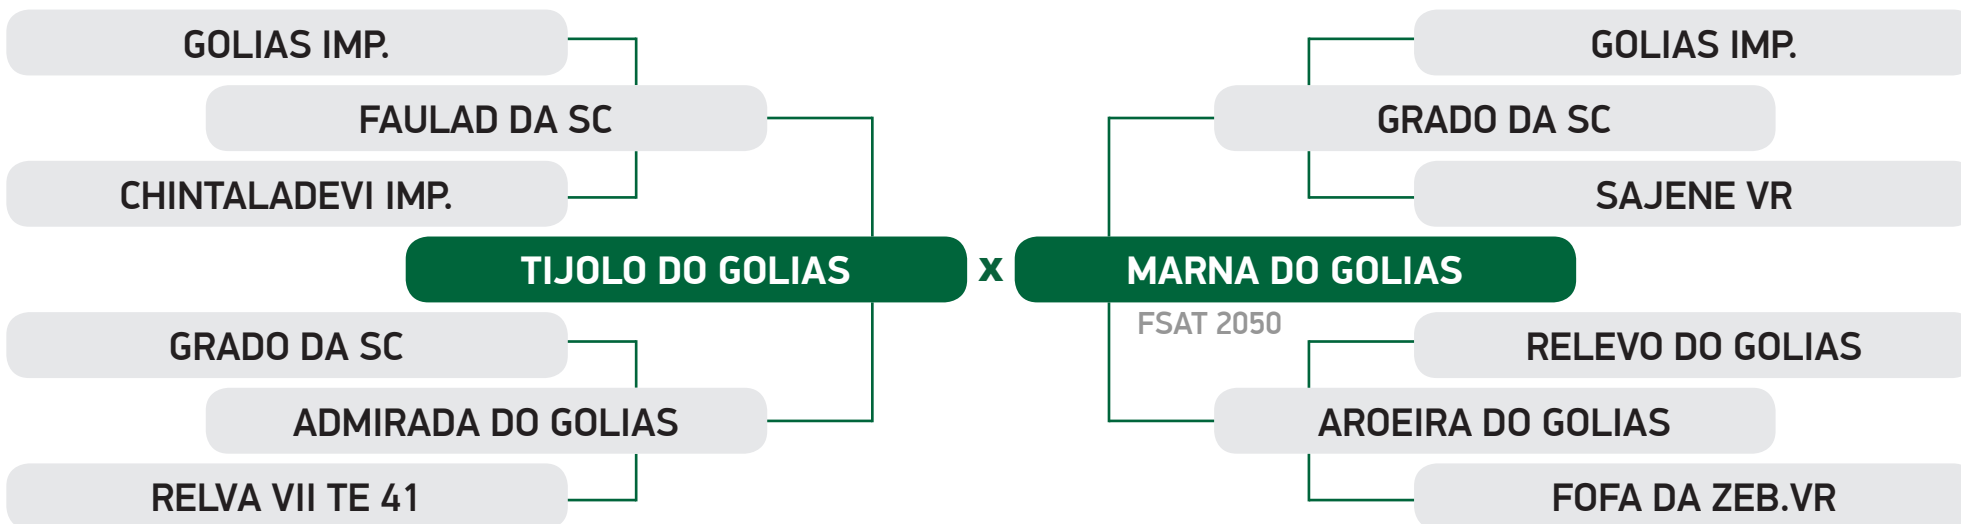 GOLIAS IMP.
FAULAD DA SC
CHINTALADEVI IMP.
TIJOLO DO GOLIAS
GRADO DA SC
ADMIRADA DO GOLIAS
RELVA VII TE 41
x
GOLIAS IMP.
GRADO DA SC
SAJENE VR
MARNA DO GOLIAS
FSAT 2050
RELEVO DO GOLIAS
AROEIRA DO GOLIAS
FOFA DA ZEB.VR